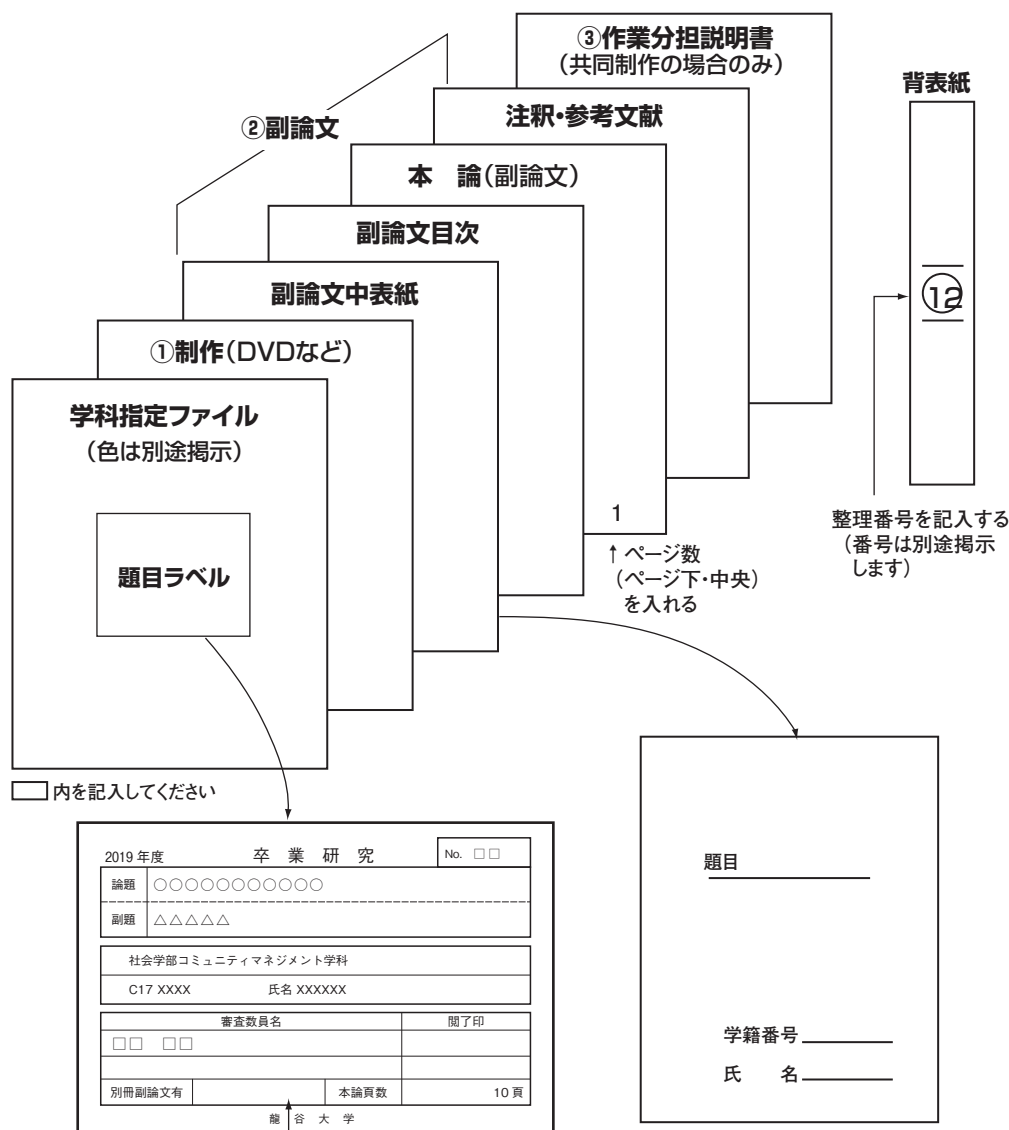 ③作業分担説明書
（共同制作の場合のみ）
注釈・参考文献
②副論文
本　論（副論文）
副論文目次
副論文中表紙
①制作（DVDなど）
学科指定ファイル
（色は別途掲示）
題目ラベル
1
↑ ページ数
（ページ下・中央）
を入れる
背表紙
12
整理番号を記入する
（番号は別途掲示
します）
□内を記入してください
2019 年度　卒　業　研　究　No. □□
論題　○○○○○○○○○○○
副題　△△△△△
社会学部コミュニティマネジメント学科
C17 XXXX　氏名 XXXXXX
審査数員名　閲了印
□□　□□
別冊副論文有　本論頁数　10 頁
龍　谷　大　学
題目
学籍番号
氏　名